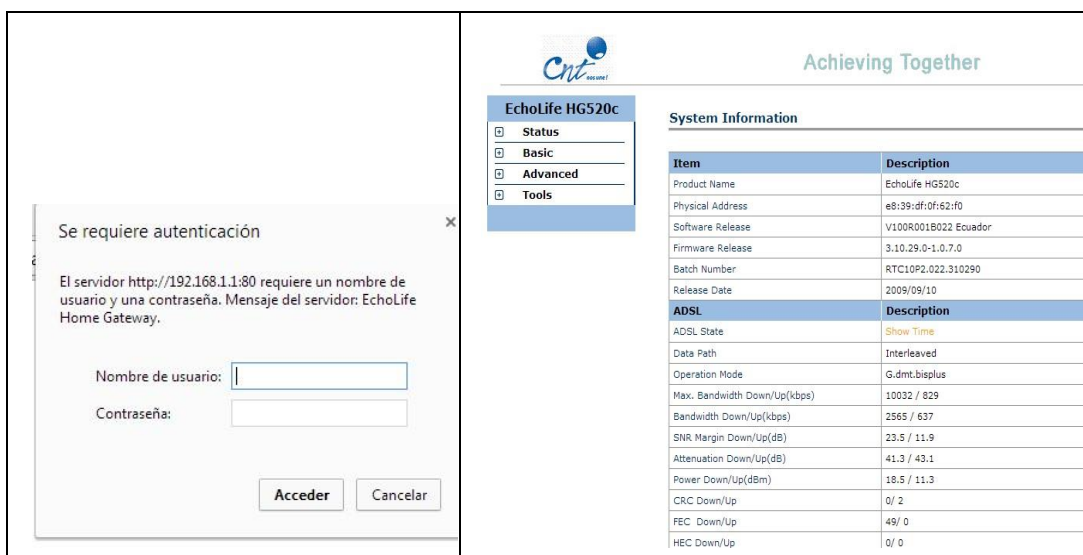 Se requiere autenticación
El servidor http://192.168.1.1:80 requiere un nombre de
usuario y una contraseña. Mensaje del servidor: EchoLife
Home Gateway.
Nombre de usuario:
Contraseña:
Acceder Cancelar
Cnt
Achieving Together
EchoLife HG520c
Status
Basic
Advanced
Tools
System Information
Item Description
Product Name EchoLife HG520c
Physical Address e8:39:df:0f:62:f0
Software Release V100R001B022 Ecuador
Firmware Release 3.10.29.0-1.0.7.0
Batch Number RTC10P2.022.310290
Release Date 2009/09/10
ADSL Description
ADSL State Show Time
Data Path Interleaved
Operation Mode G.dmt.bisplus
Max. Bandwidth Down/Up(kbps) 10032 / 829
Bandwidth Down/Up(kbps) 2565 / 637
SNR Margin Down/Up(dB) 23.5 / 11.9
Attenuation Down/Up(dB) 41.3 / 43.1
Power Down/Up(dBm) 18.5 / 11.3
CRC Down/Up 0/ 2
FEC Down/Up 49/ 0
HEC Down/Up 0/ 0